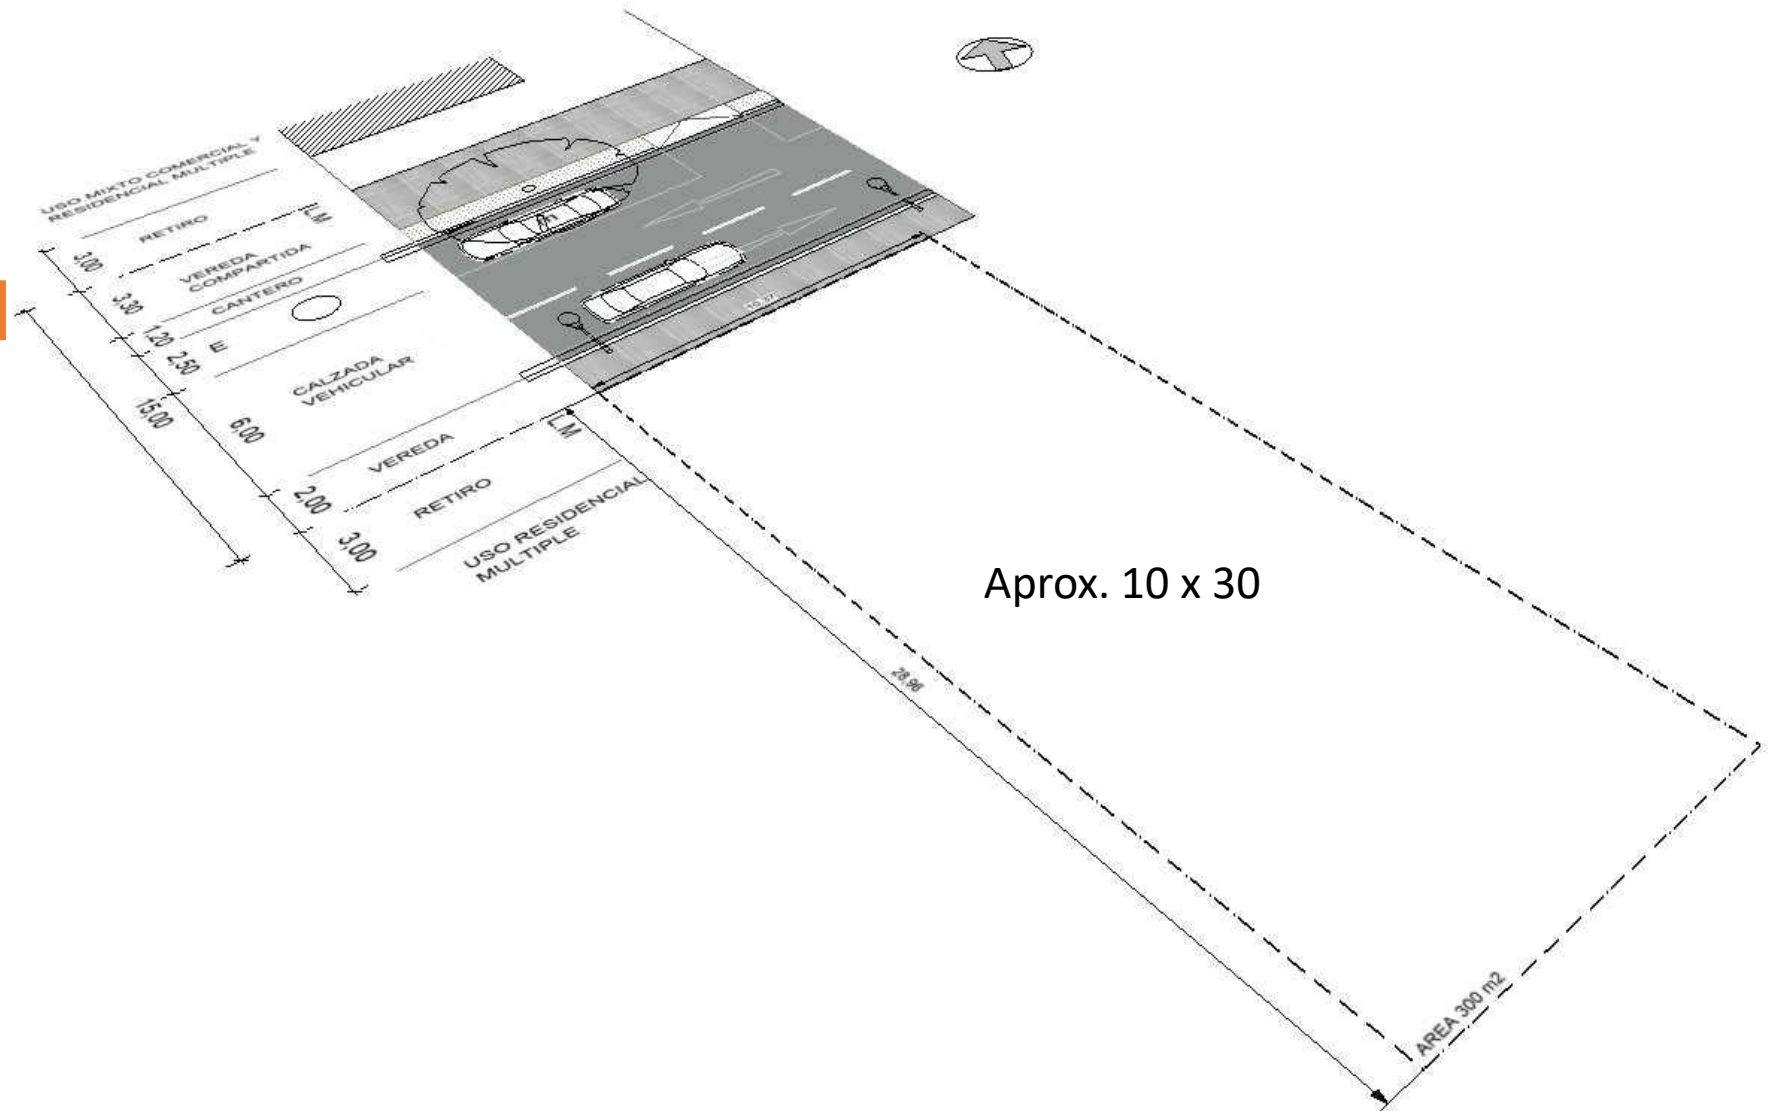 USO MIXTO COMERCIAL Y
RESIDENCIAL MULTIPLE
RETIRO
LM
3,00
VEREDA
COMPARTIDA
3,30
CANTERO
1,20
E
2,50
CALZADA
VEHICULAR
6,00
15,00
VEREDA
2,00
LM
RETIRO
3,00
USO RESIDENCIAL
MULTIPLE
Aprox. 10 x 30
28,96
AREA 300 m2